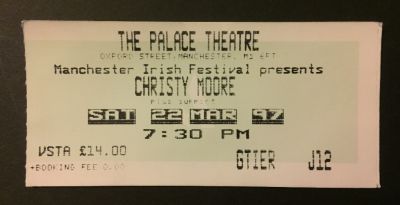 THE PALACE THEATRE
OXFORD STREET, MANCHESTER, M1 6FT
Manchester Irish Festival presents
CHRISTY MOORE
PLUS SUPPORT
SAT 22 MAR 97
7:30 PM
VSTA £14.00 GTIER J12
+BOOKING FEE 0.00